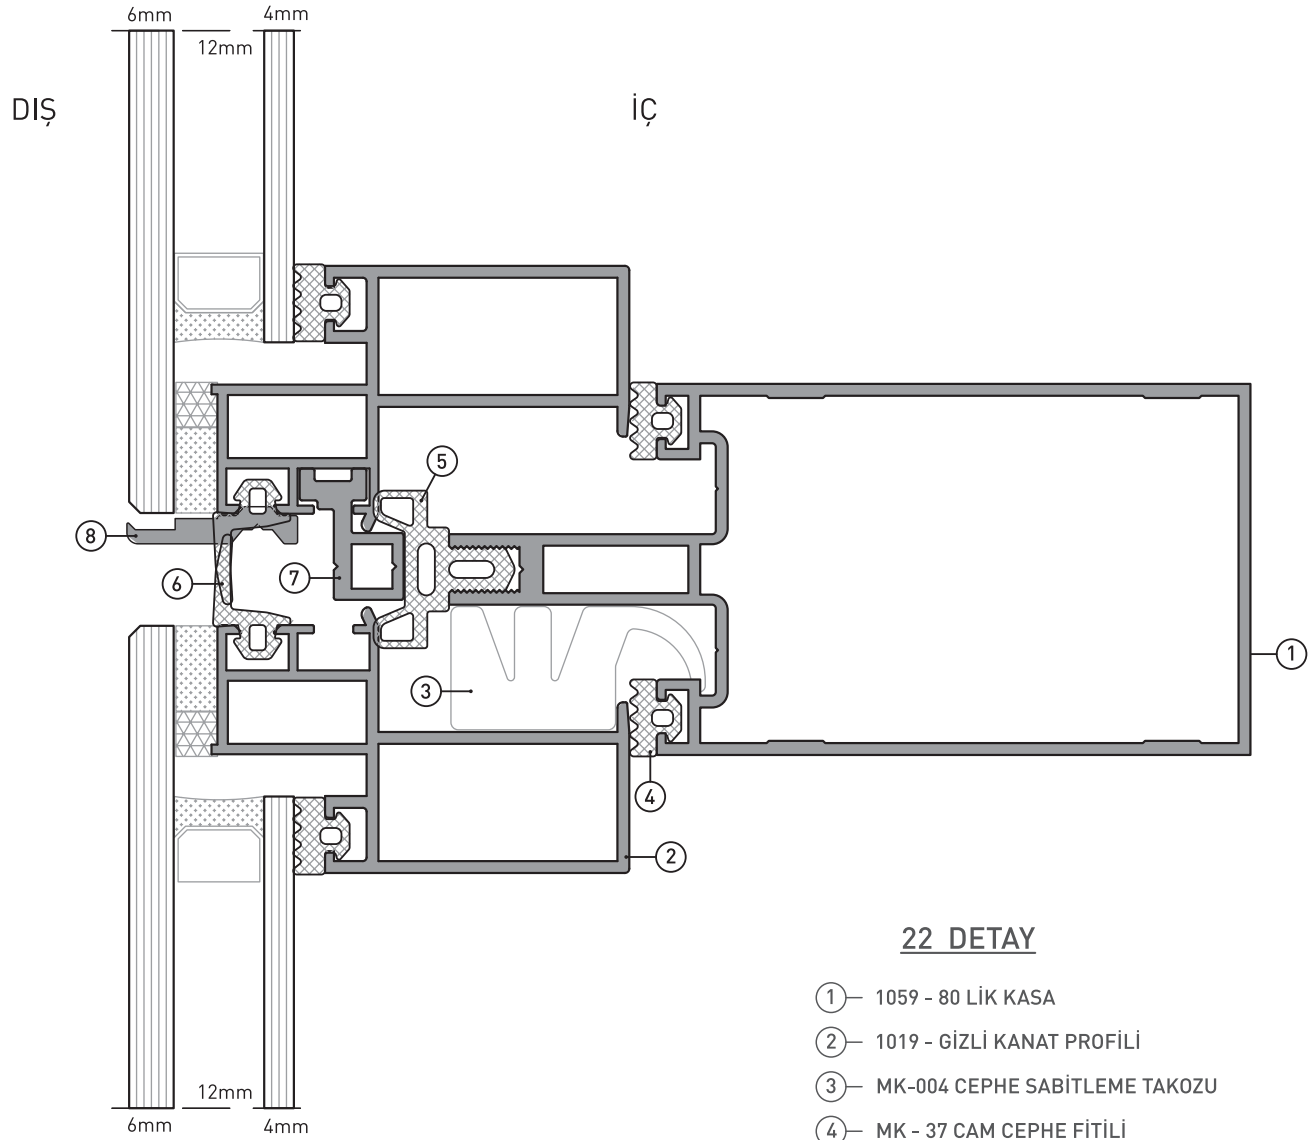 6mm
4mm
12mm
DIŞ
İÇ
5
8
6
7
1
3
4
2
22 DETAY
1 1059 - 80 LİK KASA
2 1019 - GİZLİ KANAT PROFİLİ
3 MK-004 CEPHE SABİTLEME TAKOZU
4 MK - 37 CAM CEPHE FİTİLİ
12mm
6mm
4mm